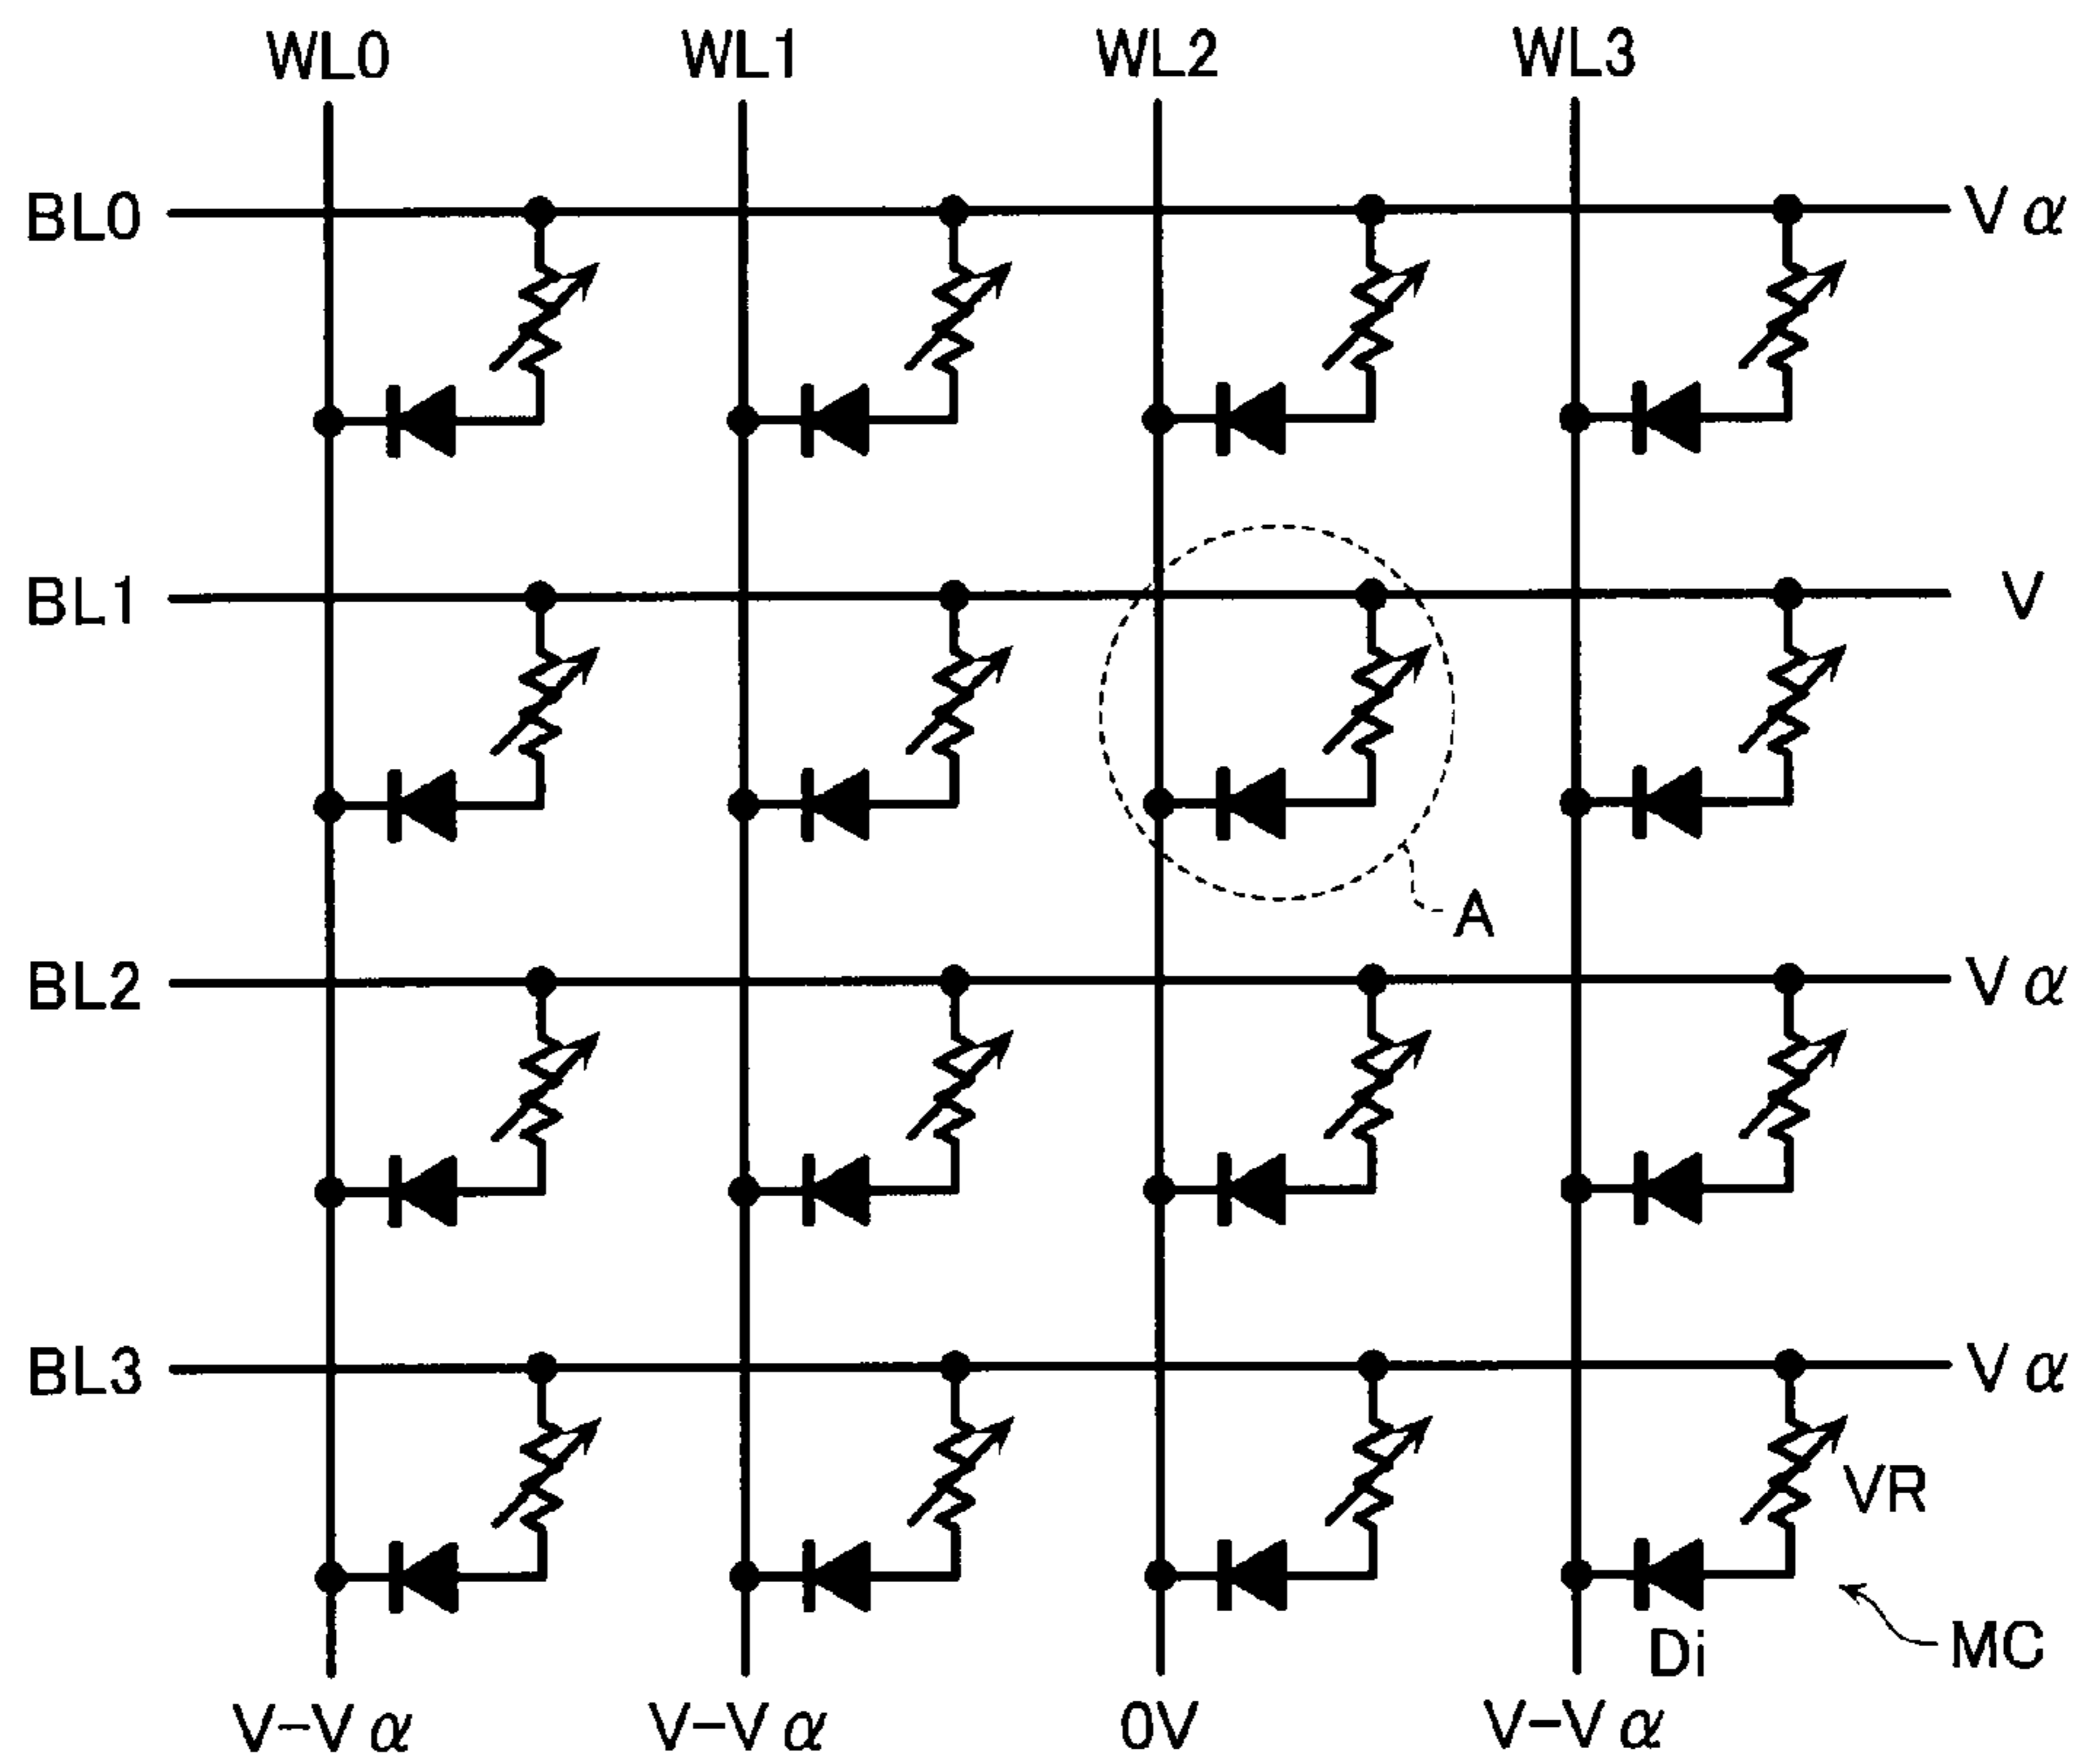 WL0 WL1 WL2 WL3
BL0 Vα
BL1 V
A
BL2 Vα
BL3 Vα
VR
Di
MC
V-Vα V-Vα 0V V-Vα